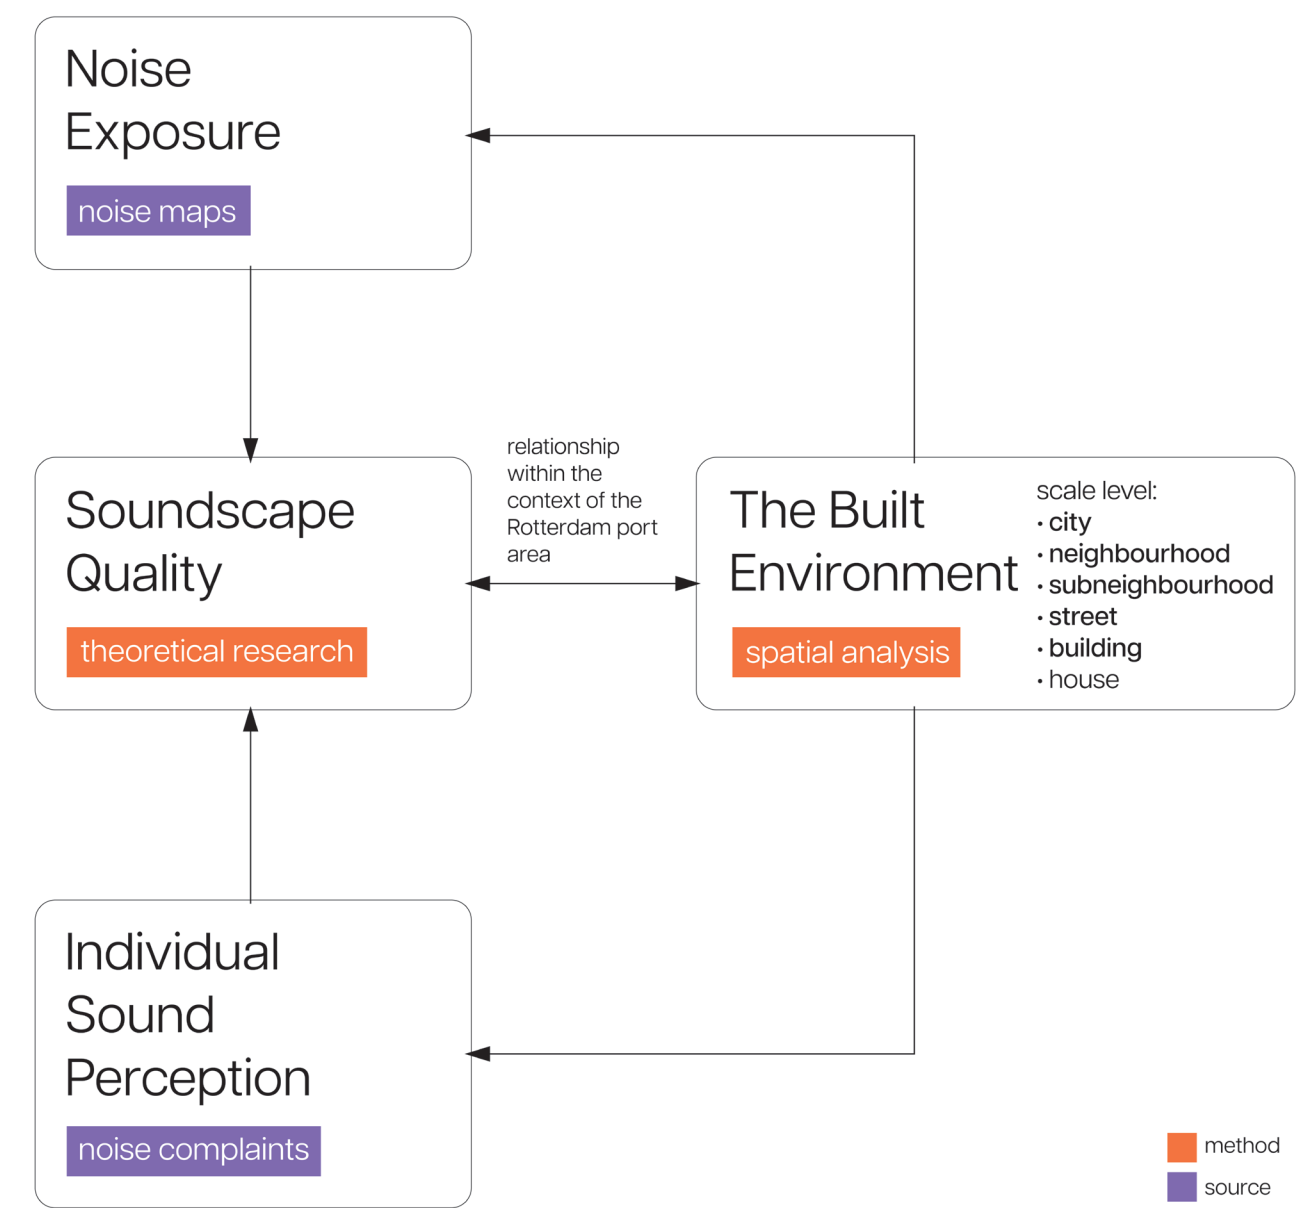 Noise
Exposure
noise maps
relationship
within the
context of the
Rotterdam port
area
Soundscape
Quality
theoretical research
The Built
Environment
spatial analysis
scale level:
· city
· neighbourhood
· subneighbourhood
· street
· building
· house
Individual
Sound
Perception
noise complaints
method
source